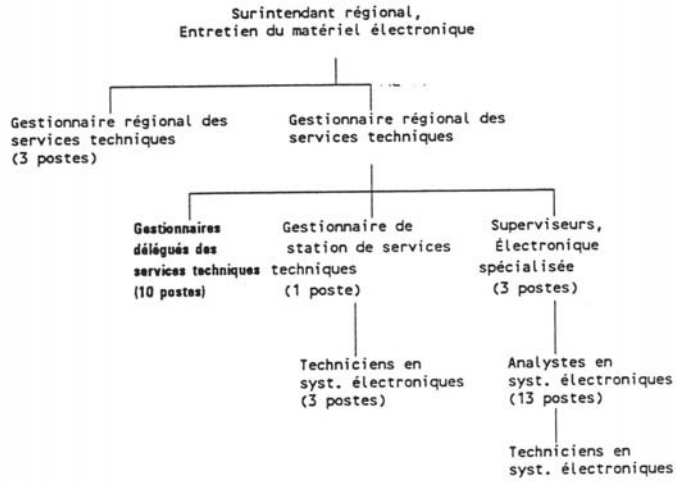 Surintendant régional,
Entretien du matériel électronique
Gestionnaire régional des
services techniques
(3 postes)
Gestionnaire régional des
services techniques
Gestionnaires
délégués des
services techniques
(10 postes)
Gestionnaire de
station de services
techniques
(1 poste)
Superviseurs,
Électronique
spécialisée
(3 postes)
Techniciens en
syst. électroniques
(3 postes)
Analystes en
syst. électroniques
(13 postes)
Techniciens en
syst. électroniques